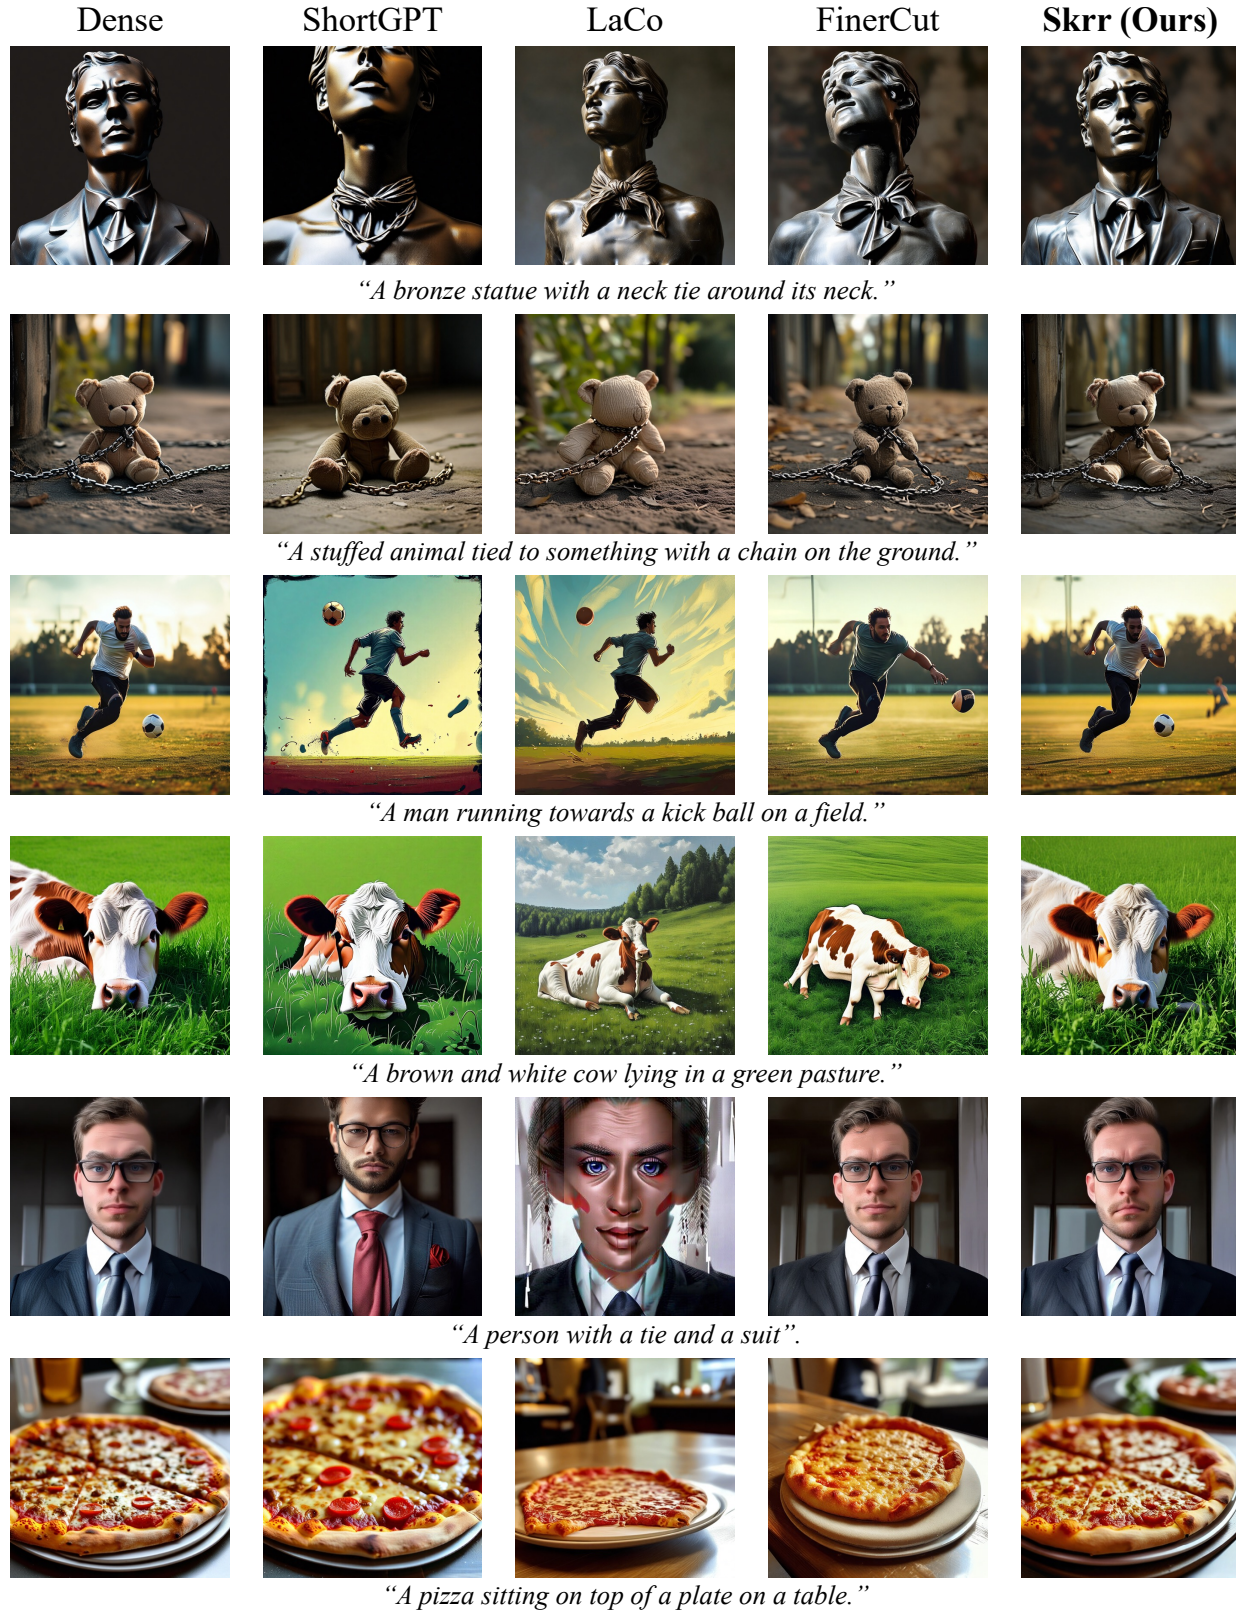 Dense ShortGPT LaCo FinerCut Skrr (Ours)
“A bronze statue with a neck tie around its neck.”
“A stuffed animal tied to something with a chain on the ground.”
“A man running towards a kick ball on a field.”
“A brown and white cow lying in a green pasture.”
“A person with a tie and a suit”.
“A pizza sitting on top of a plate on a table.”